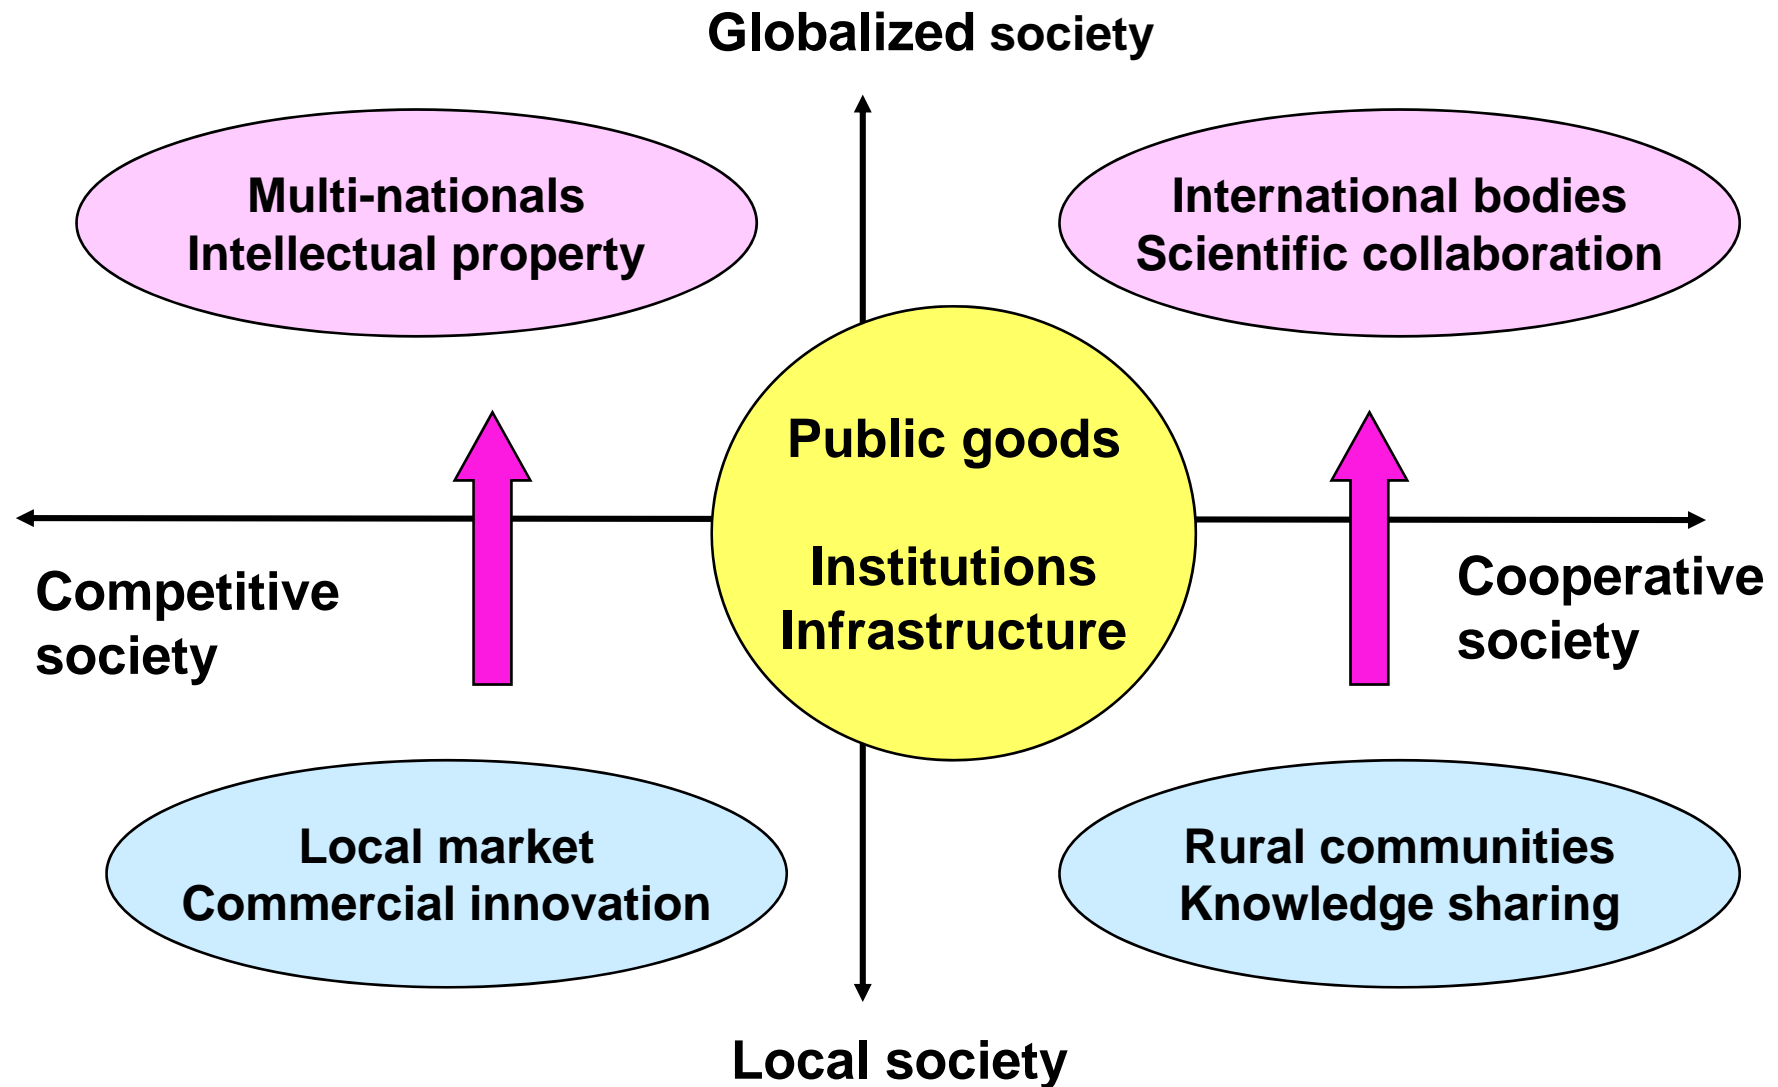 Globalized society
Multi-nationals
Intellectual property
International bodies
Scientific collaboration
Public goods
Institutions
Infrastructure
Competitive
society
Cooperative
society
Local market
Commercial innovation
Rural communities
Knowledge sharing
Local society